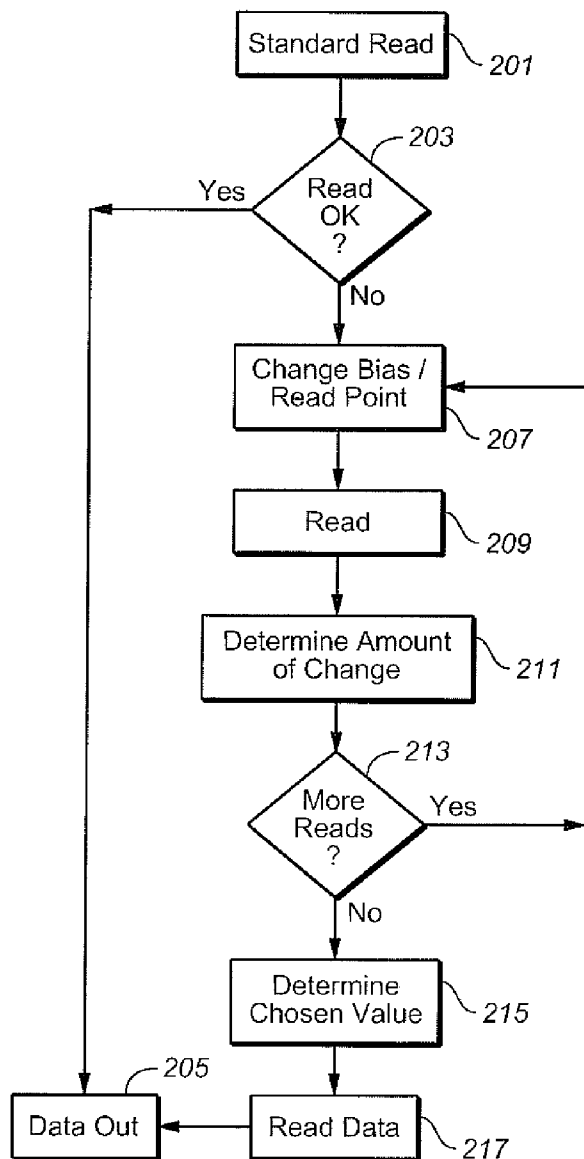 Standard Read
201
203
Yes
Read
OK
?
No
Change Bias /
Read Point
207
Read
209
Determine Amount
of Change
211
213
More
Reads
?
Yes
No
Determine
Chosen Value
215
205
Data Out
Read Data
217